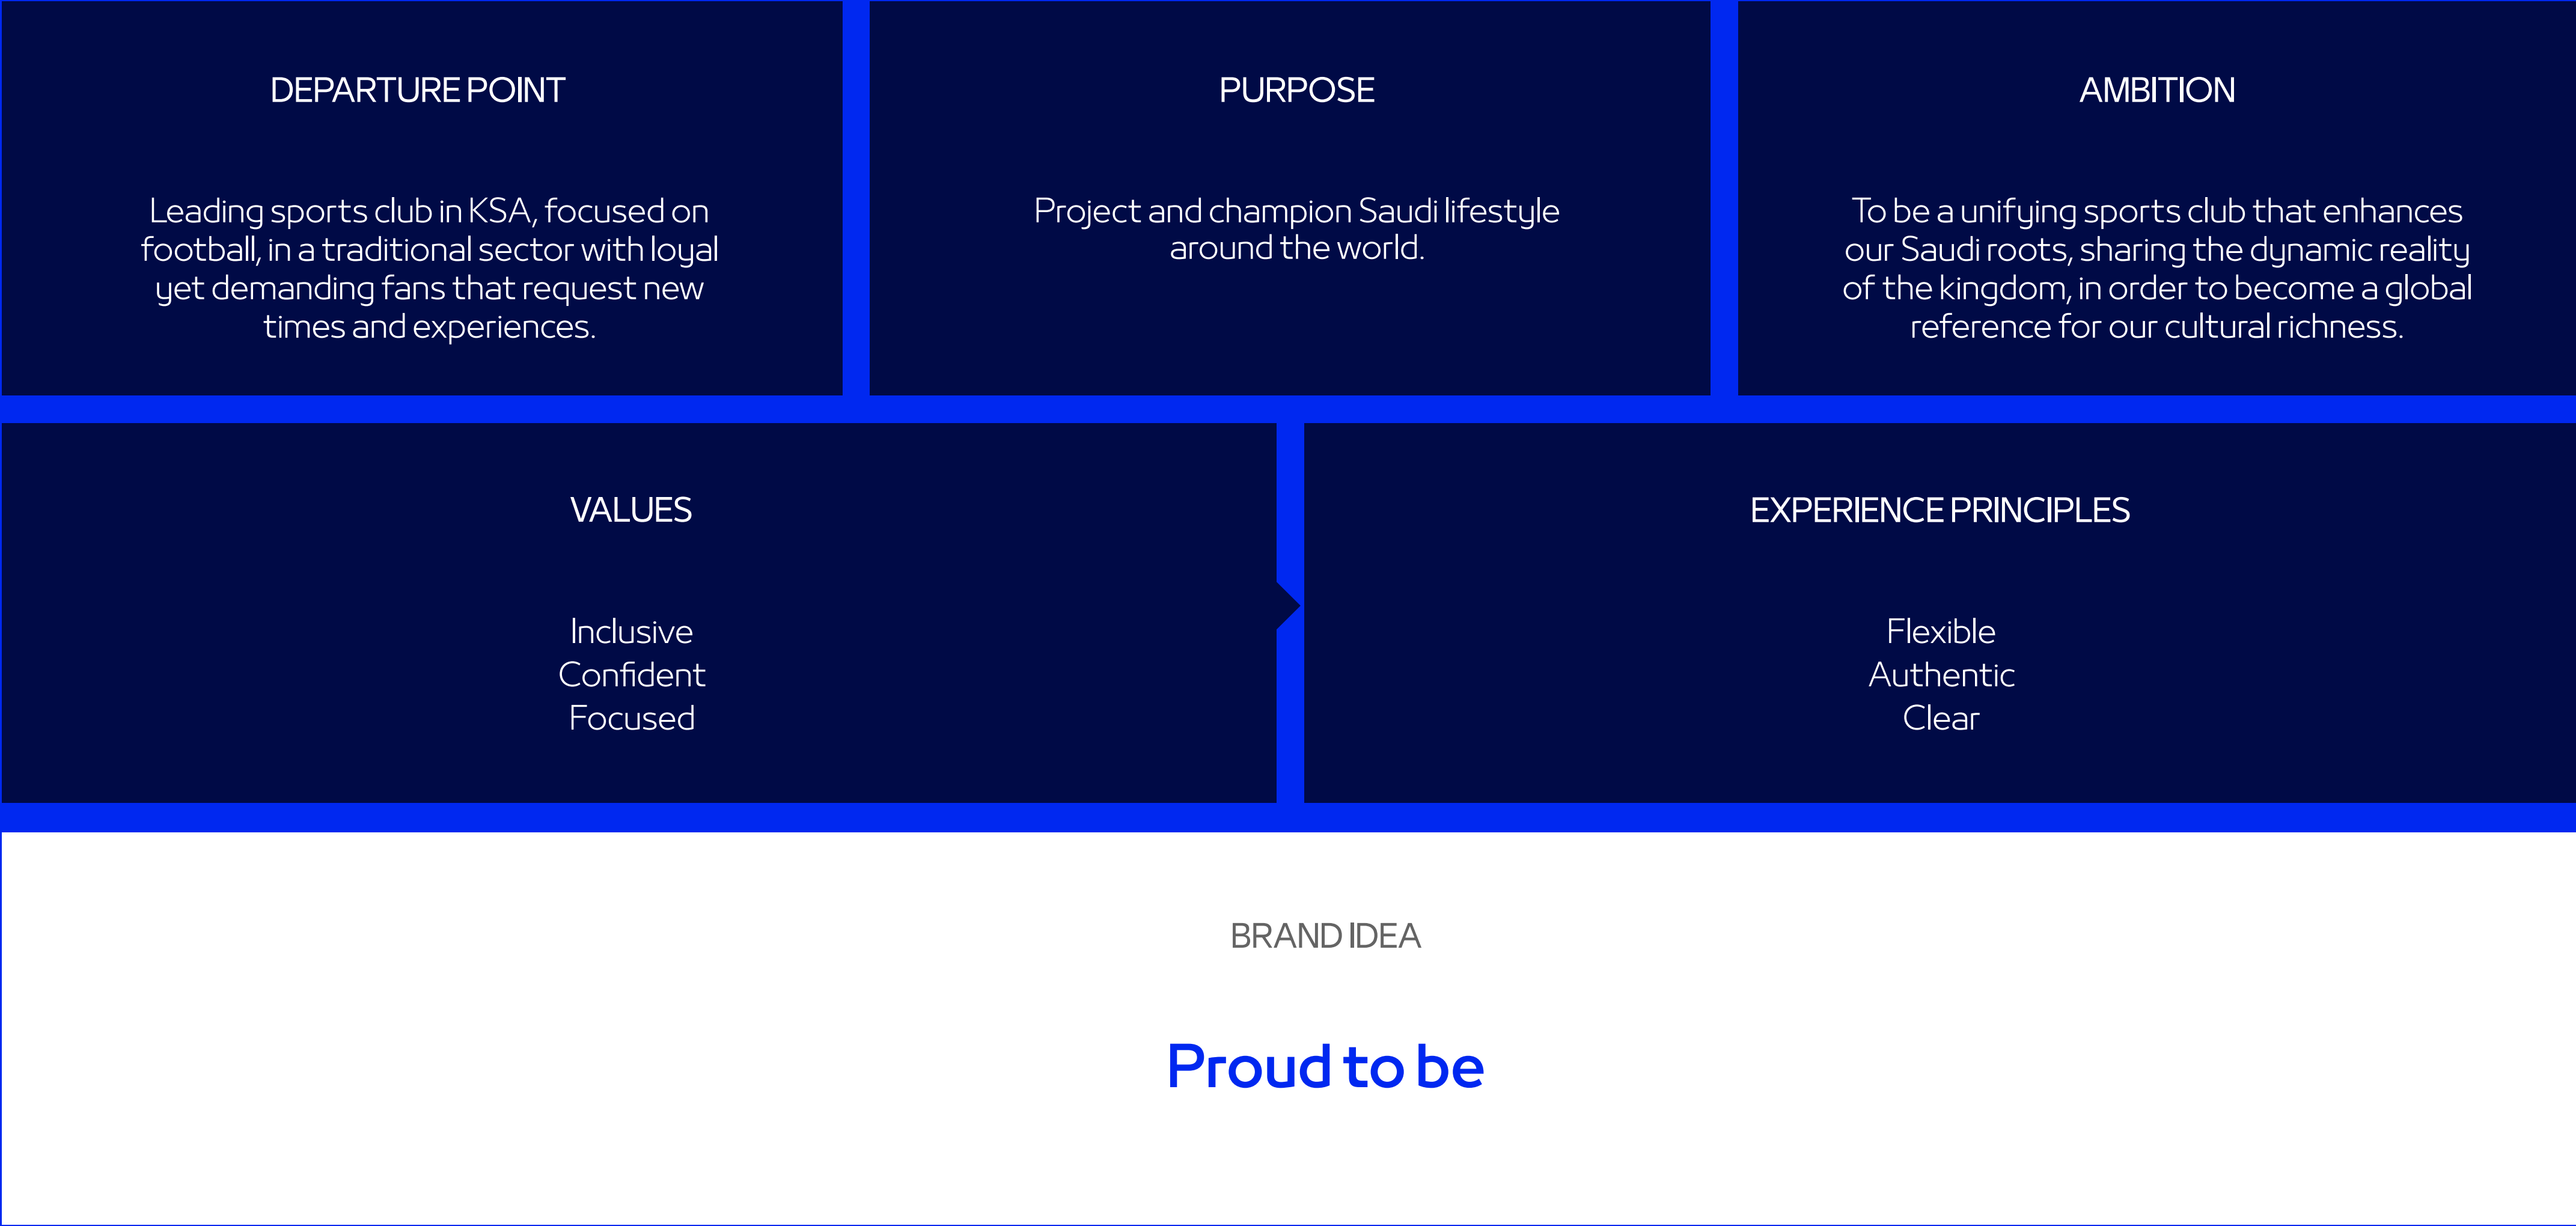 DEPARTURE POINT
Leading sports club in KSA, focused on
football, in a traditional sector with loyal
yet demanding fans that request new
times and experiences.
PURPOSE
Project and champion Saudi lifestyle
around the world.
AMBITION
To be a unifying sports club that enhances
our Saudi roots, sharing the dynamic reality
of the kingdom, in order to become a global
reference for our cultural richness.
VALUES
Inclusive
Confident
Focused
EXPERIENCE PRINCIPLES
Flexible
Authentic
Clear
BRAND IDEA
Proud to be